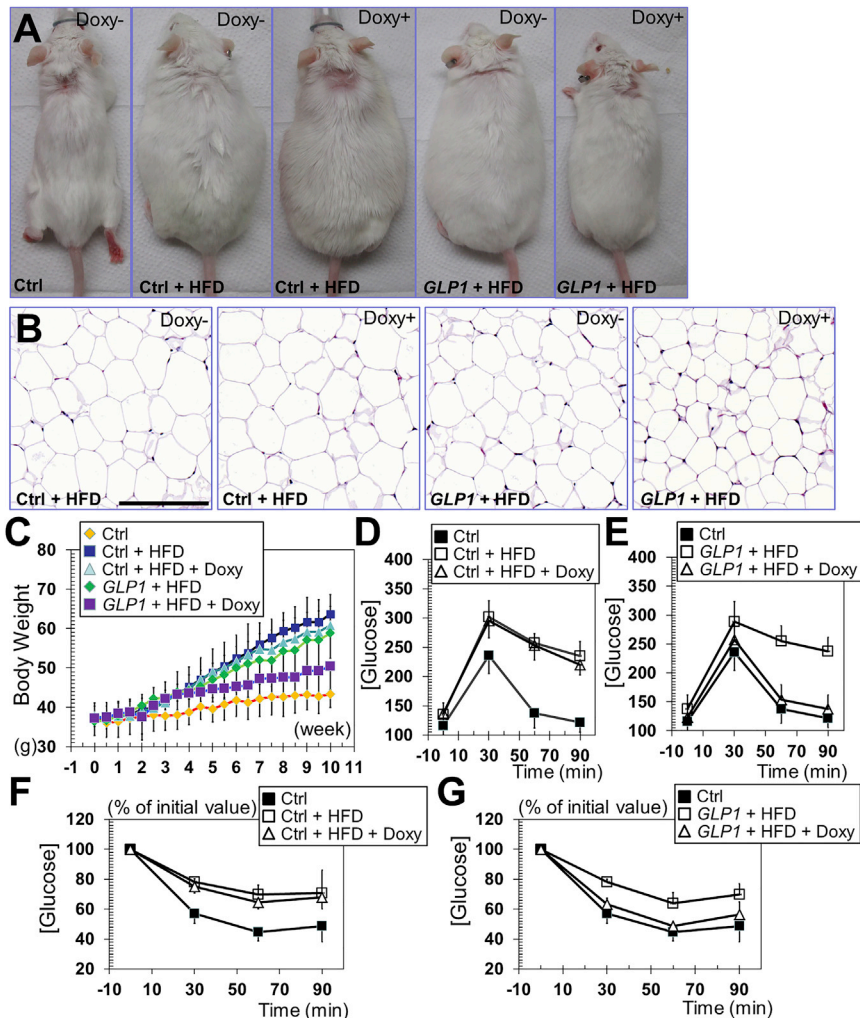 A
Doxy-
Doxy-
Doxy+
Doxy-
Doxy+
Ctrl
Ctrl + HFD
Ctrl + HFD
GLP1 + HFD
GLP1 + HFD
B
Doxy-
Doxy+
Doxy-
Doxy+
Ctrl + HFD
Ctrl + HFD
GLP1 + HFD
GLP1 + HFD
C
Ctrl
Ctrl + HFD
Ctrl + HFD + Doxy
GLP1 + HFD
GLP1 + HFD + Doxy
80
70
60
50
40
30
Body Weight
(g)
(week)
-1 0 1 2 3 4 5 6 7 8 9 10 11
D
Ctrl
Ctrl + HFD
Ctrl + HFD + Doxy
400
350
300
250
200
150
100
[Glucose]
-10 10 30 50 70 90
Time (min)
E
Ctrl
GLP1 + HFD
GLP1 + HFD + Doxy
400
350
300
250
200
150
100
[Glucose]
-10 10 30 50 70 90
Time (min)
F
(% of initial value)
Ctrl
Ctrl + HFD
Ctrl + HFD + Doxy
120
100
80
60
40
20
[Glucose]
-10 10 30 50 70 90
Time (min)
G
(% of initial value)
Ctrl
GLP1 + HFD
GLP1 + HFD + Doxy
120
100
80
60
40
20
[Glucose]
-10 10 30 50 70 90
Time (min)